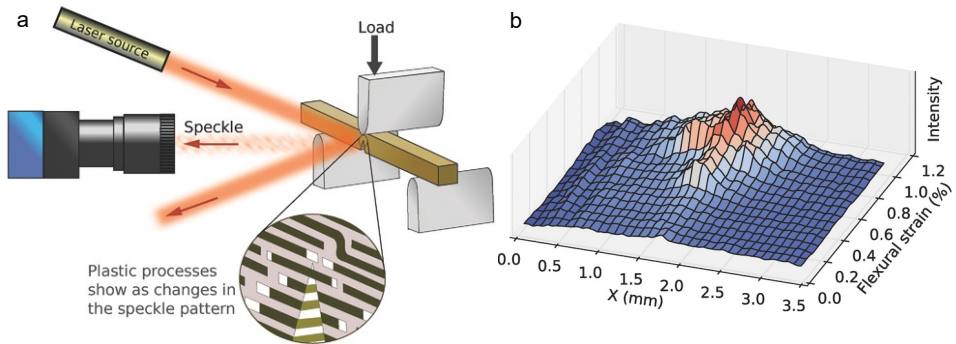 a
Laser source
Load
Speckle
Plastic processes
show as changes in
the speckle pattern
b
Intensity
1.2
1.0
0.8
0.6
0.4
0.2
0.0
Flexural strain (%)
0.0 0.5 1.0 1.5 2.0 2.5 3.0 3.5
X (mm)